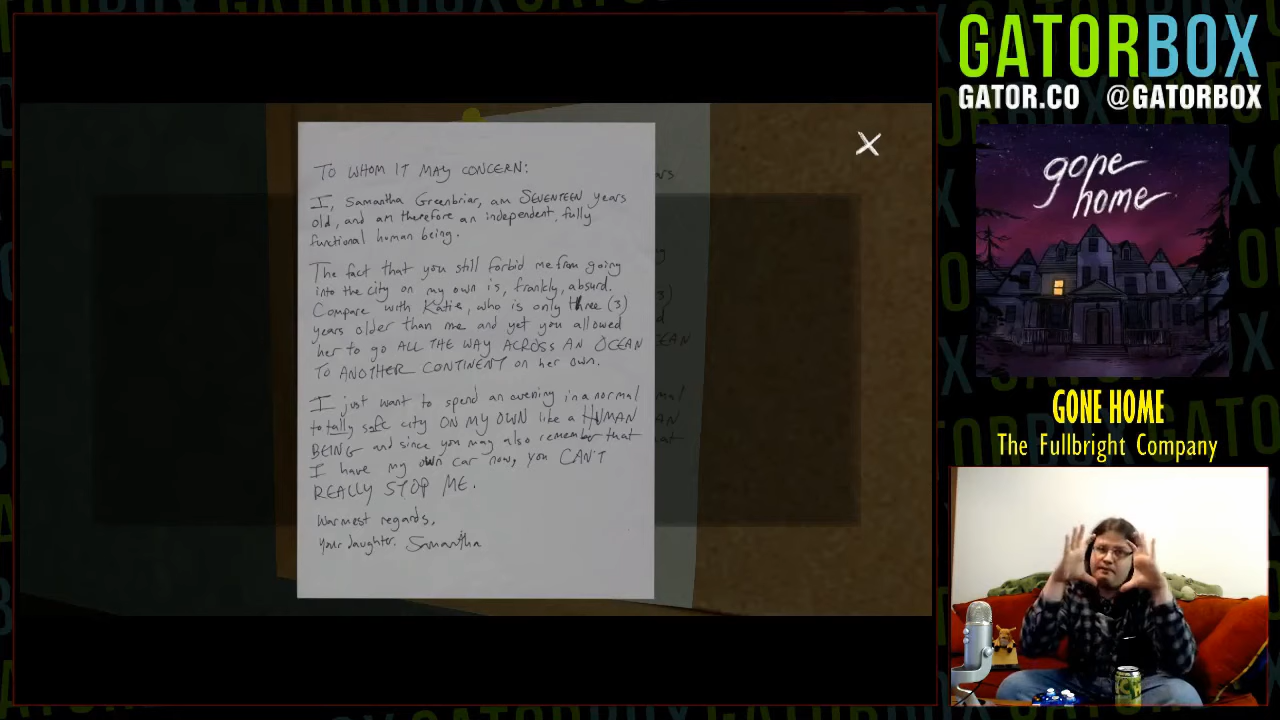 TO WHOM IT MAY CONCERN:
I, Samantha Greenbriar, am SEVENTEEN years
old, and am therefore an independent, fully
functional human being.
The fact that you still forbid me from going
into the city on my own is, frankly, absurd.
Compare with Katie, who is only three (3)
years older than me and yet you allowed
her to go ALL THE WAY ACROSS AN OCEAN
TO ANOTHER CONTINENT on her own.
I just want to spend an evening in a normal
totally safe city ON MY OWN like a HUMAN
BEING and since you may also remember that
I have my own car now, you CAN'T
REALLY STOP ME.
Warmest regards,
Your daughter, Samantha
GATORBOX
GATOR.CO @GATORBOX
gone
home
GONE HOME
The Fullbright Company